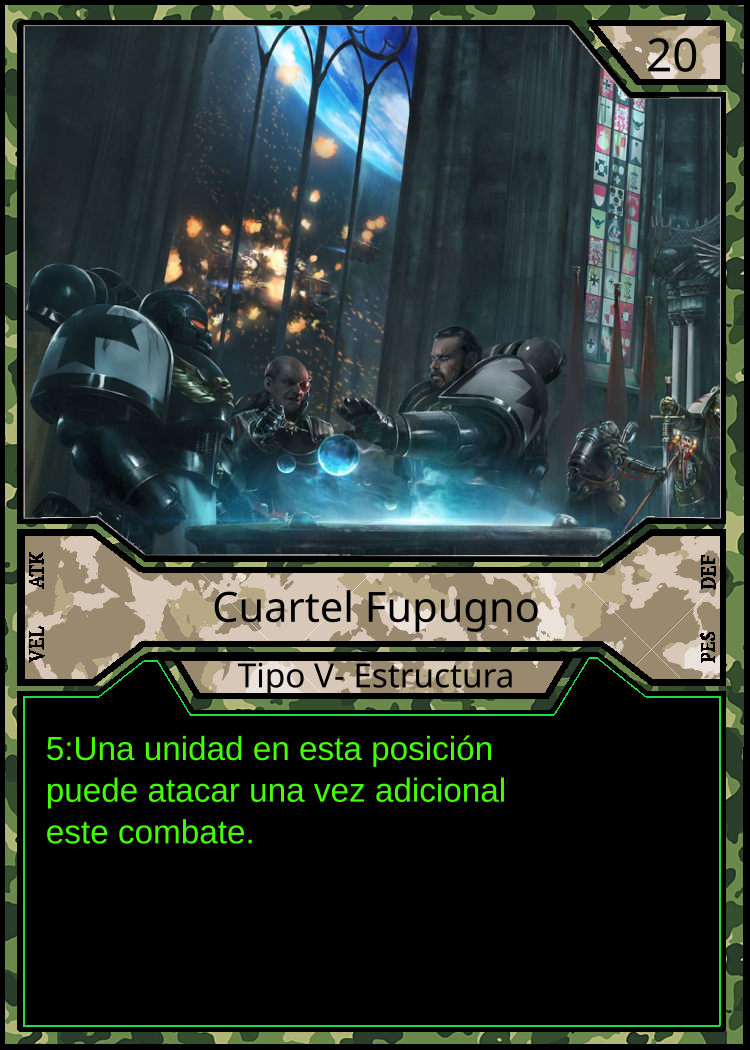 20
ATK
DEF
Cuartel Fupugno
VEL
PES
Tipo V- Estructura
5:Una unidad en esta posición
puede atacar una vez adicional
este combate.